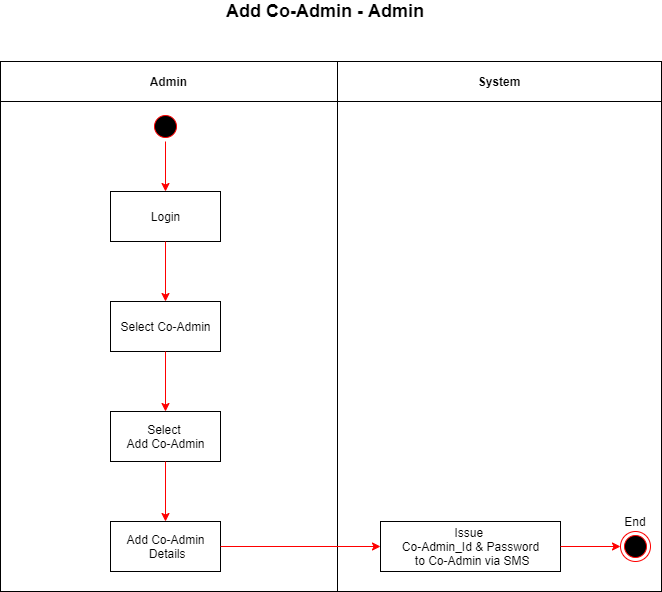 Add Co-Admin - Admin
Admin
System
Login
Select Co-Admin
Select
Add Co-Admin
Add Co-Admin
Details
Issue
Co-Admin_Id & Password
to Co-Admin via SMS
End